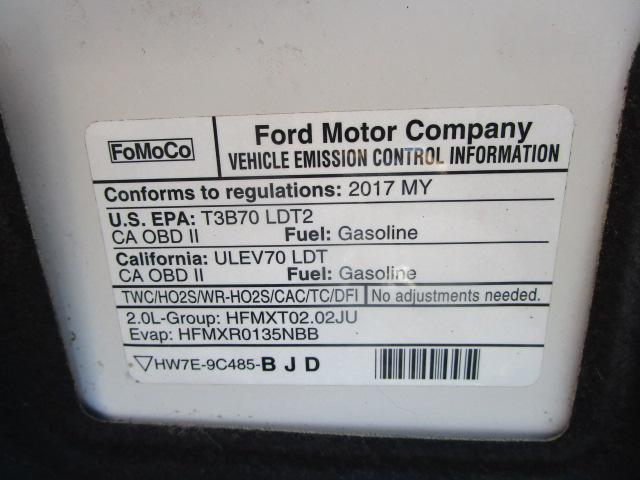 FoMoCo
Ford Motor Company
VEHICLE EMISSION CONTROL INFORMATION
Conforms to regulations: 2017 MY
U.S. EPA: T3B70 LDT2
CA OBD II Fuel: Gasoline
California: ULEV70 LDT
CA OBD II Fuel: Gasoline
TWC/HO2S/WR-HO2S/CAC/TC/DFI No adjustments needed.
2.0L-Group: HFMXT02.02JU
Evap: HFMXR0135NBB
▽HW7E-9C485-B J D